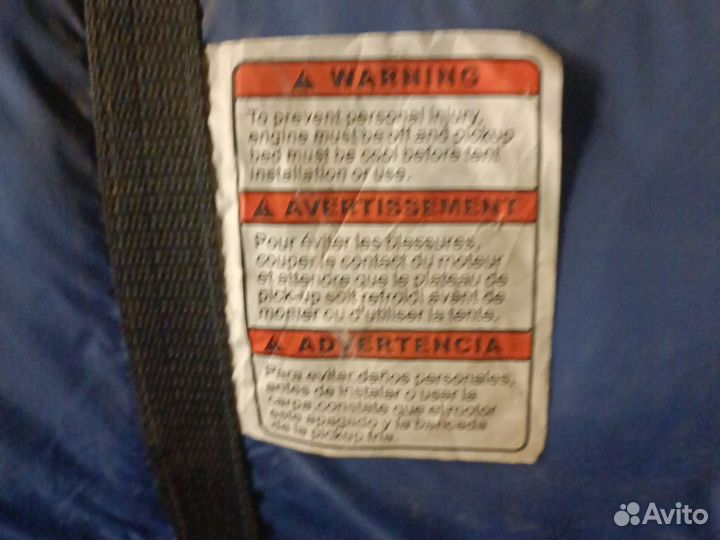 WARNING
To prevent personal injury,
engine must be off and pickup
bed must be cool before tent
installation or use.
AVERTISSEMENT
Pour éviter les blessures,
couper le contact du moteur
et attendre que le plateau de
pick-up soit refroidi avant de
monter ou d'utiliser la tente.
ADVERTENCIA
Para evitar daños personales,
antes de instalar o usar la
carpa, constate que el motor
esté apagado y la bancada
de la pickup fría.
Avito